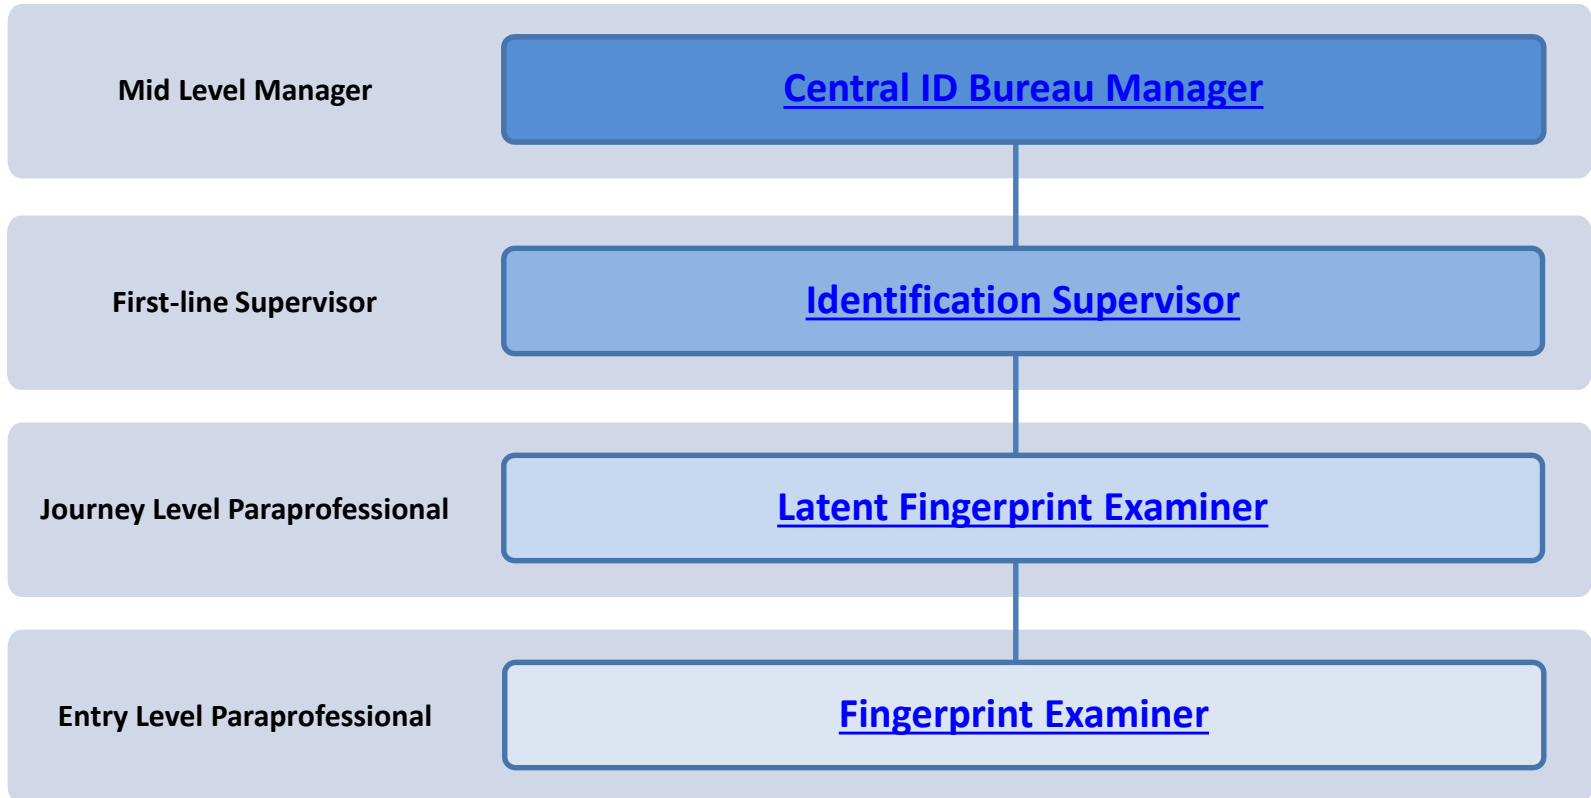 Mid Level Manager
Central ID Bureau Manager
First-line Supervisor
Identification Supervisor
Journey Level Paraprofessional
Latent Fingerprint Examiner
Entry Level Paraprofessional
Fingerprint Examiner